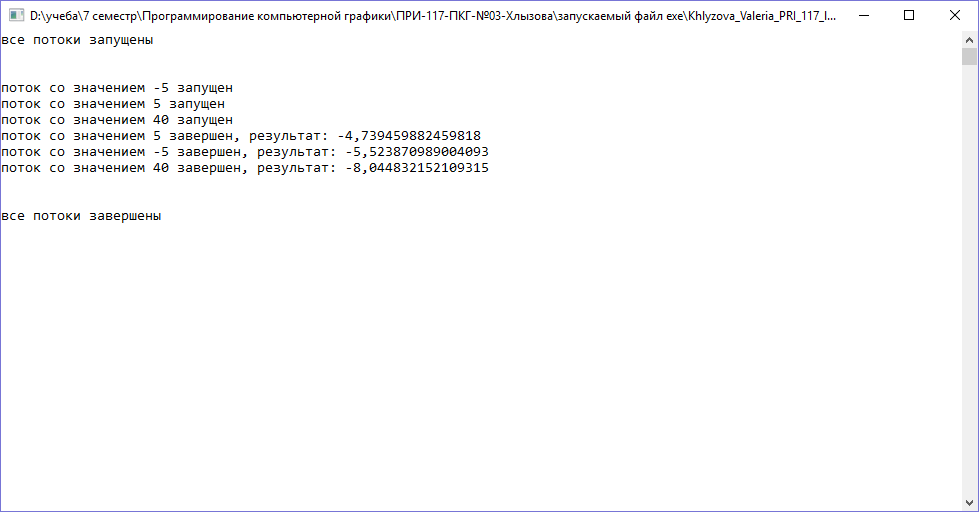 D:\учеба\7 семестр\Программирование компьютерной графики\ПРИ-117-ПКГ-№03-Хлызова\запускаемый файл exe\Khlyzova_Valeria_PRI_117_l...
все потоки запущены
поток со значением -5 запущен
поток со значением 5 запущен
поток со значением 40 запущен
поток со значением 5 завершен, результат: -4,739459882459818
поток со значением -5 завершен, результат: -5,523870989004093
поток со значением 40 завершен, результат: -8,044832152109315
все потоки завершены